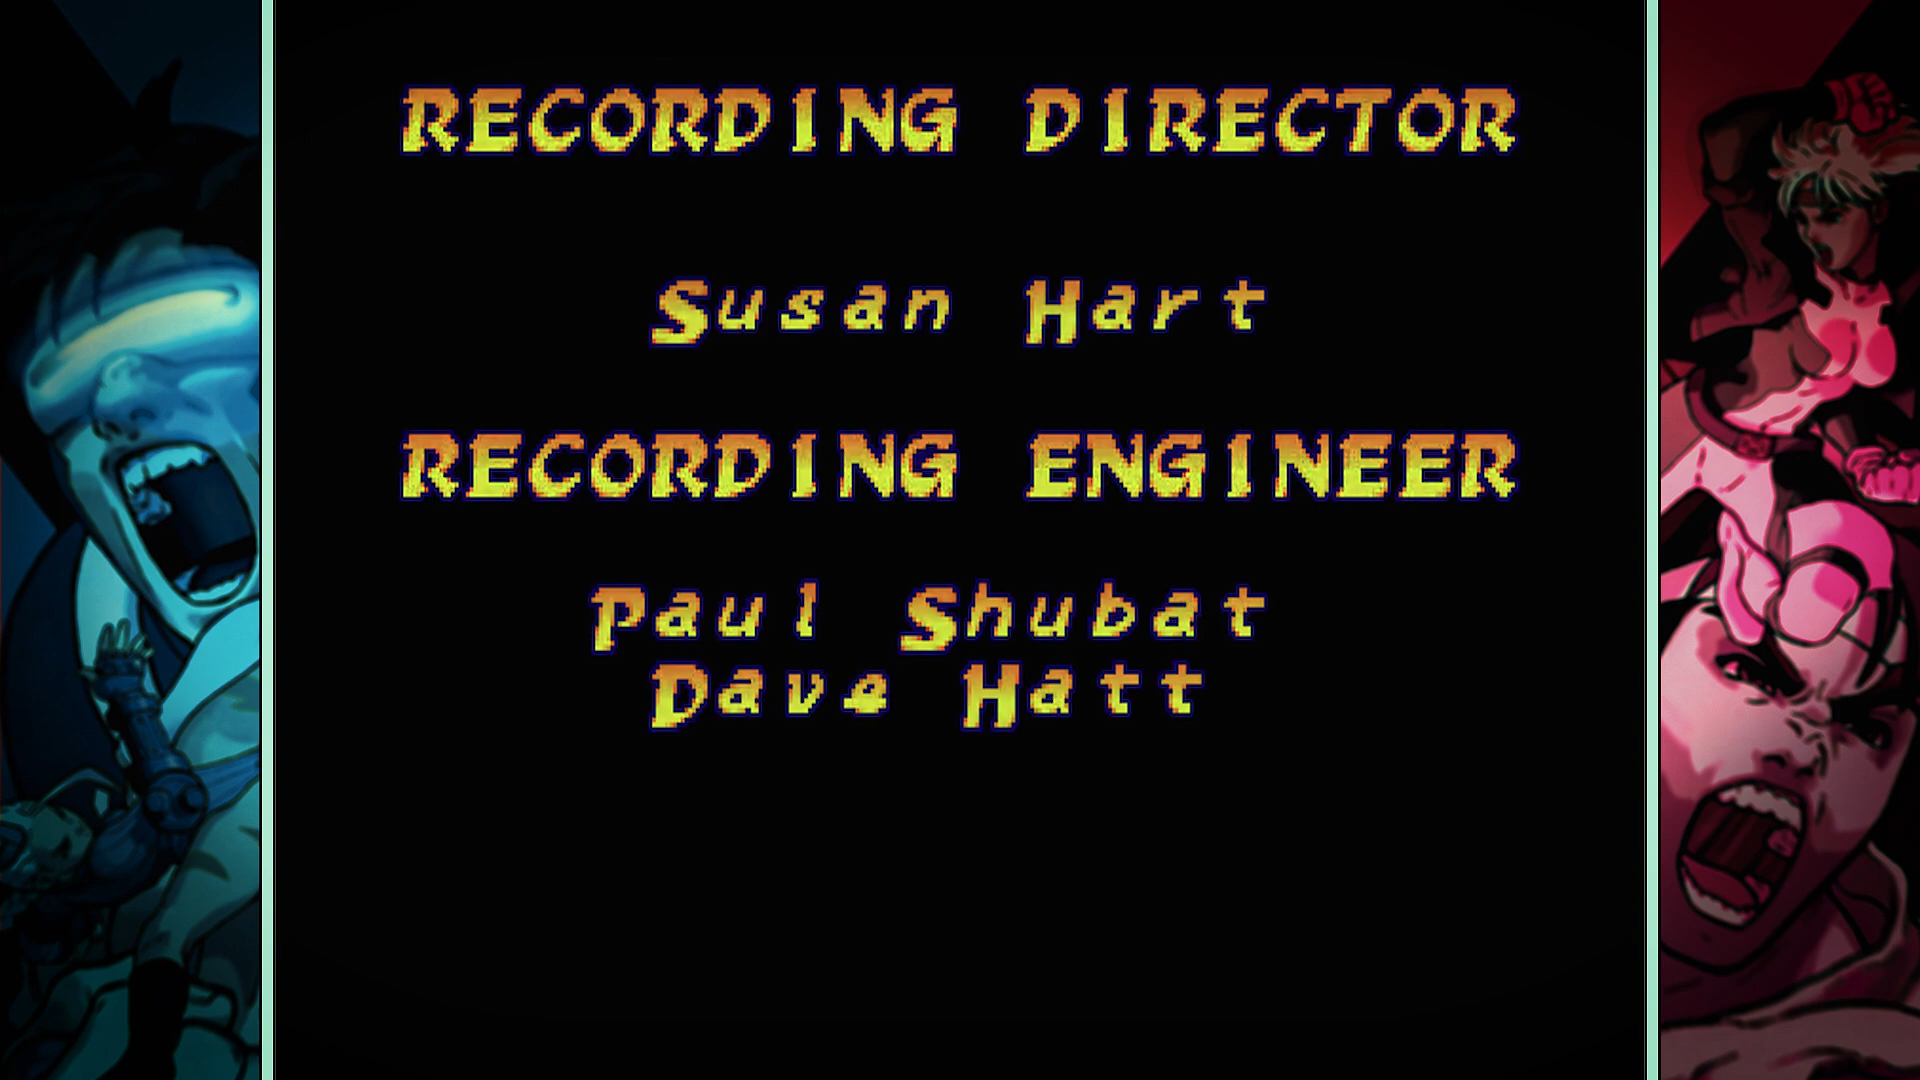 RECORDING DIRECTOR
Susan Hart
RECORDING ENGINEER
Paul Shubat
Dave Hatt